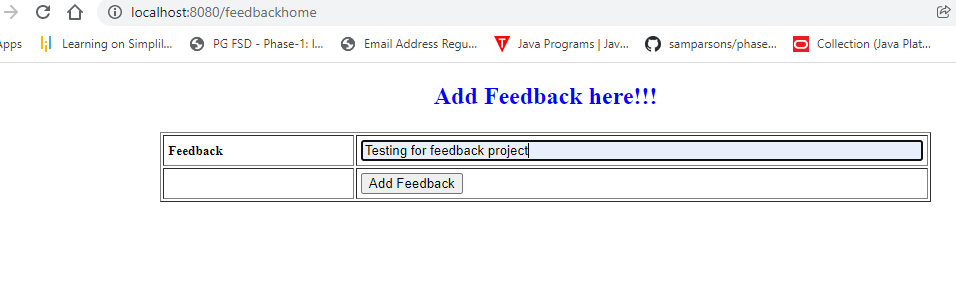 localhost:8080/feedbackhome
Apps Learning on Simplil... PG FSD - Phase-1: I... Email Address Regu... Java Programs | Jav... samparsons/phase... Collection (Java Plat...
Add Feedback here!!!
Feedback Testing for feedback project
Add Feedback